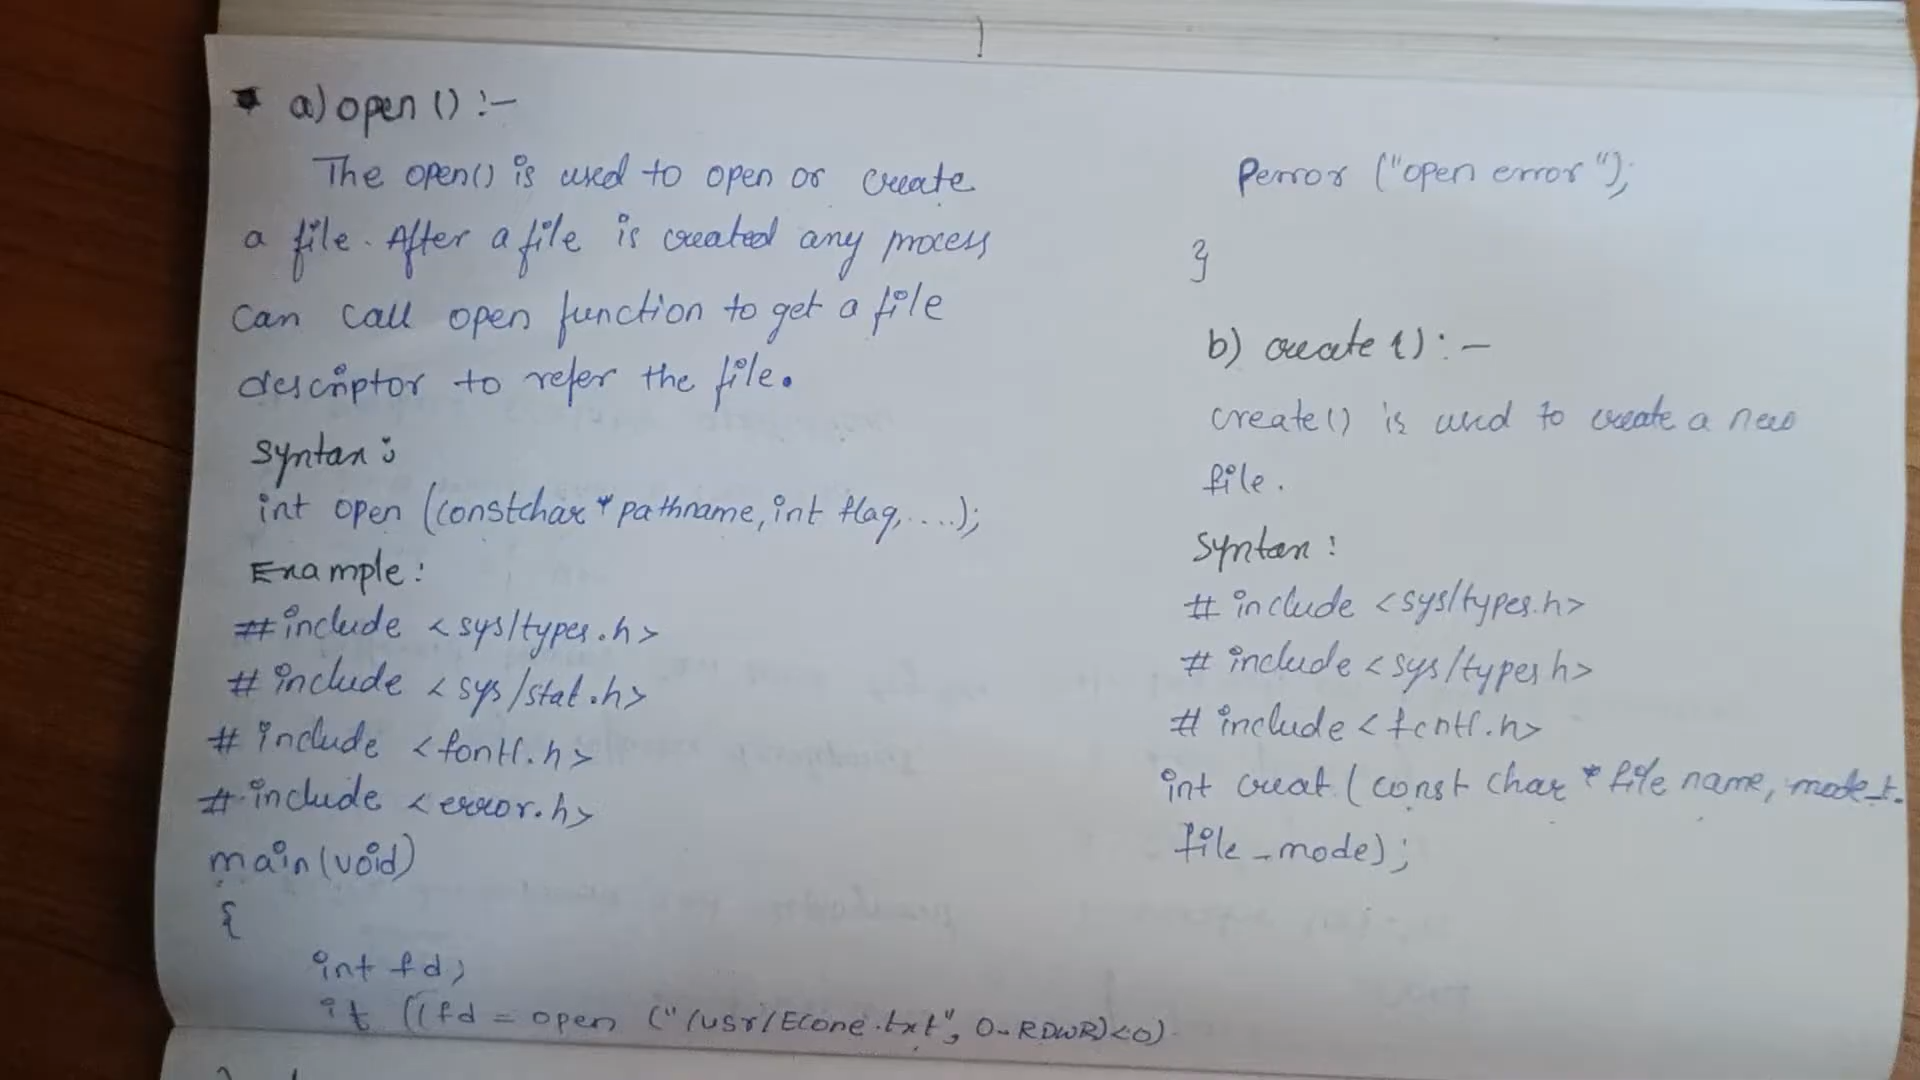 a) open () :-
The open() is used to open or create
a file. After a file is created any process
can call open function to get a file
descriptor to refer the file.
Syntax :
int open (constchar * pathname, int flag, ....);
Example :
#include <sys/types.h>
# include <sys/stat.h>
# include <fcntl.h>
# include <error.h>
main (void)
{
int fd;
if ((fd = open ("/usr/Econe.txt", O_RDWR)<0)
Perror ("open error");
}
b) create () : -
create() is used to create a new
file.
Syntax :
# include <sys/types.h>
# include <sys/types h>
# include < fcntl.h>
int creat (const char * file name, mode_t.
file _mode);